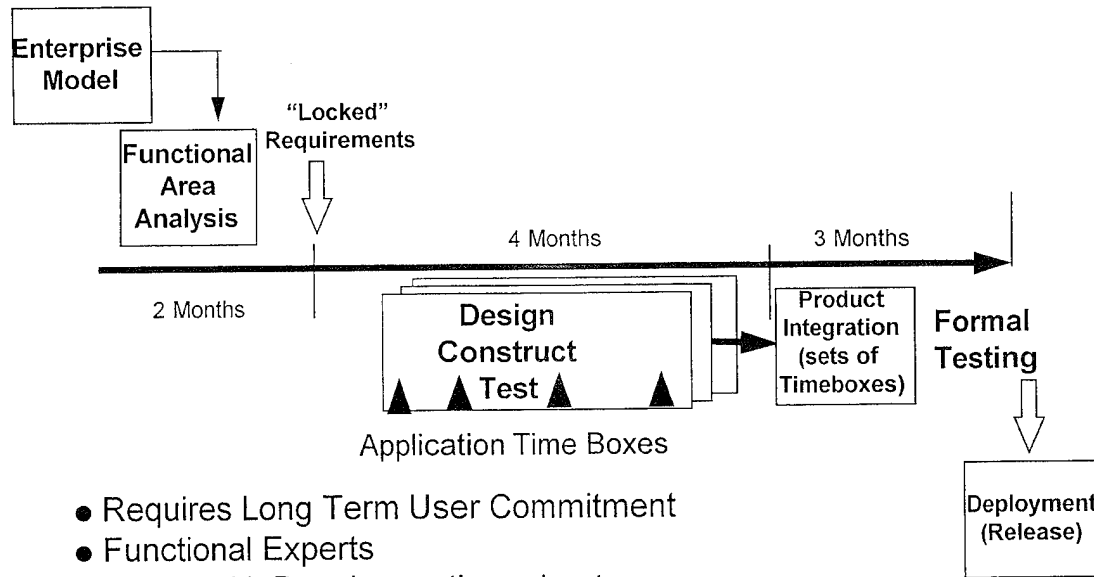 Enterprise
Model
Functional
Area
Analysis
“Locked”
Requirements
4 Months
3 Months
2 Months
Design
Construct
Test
Product
Integration
(sets of
Timeboxes)
Formal
Testing
Application Time Boxes
Deployment
(Release)
● Requires Long Term User Commitment
● Functional Experts